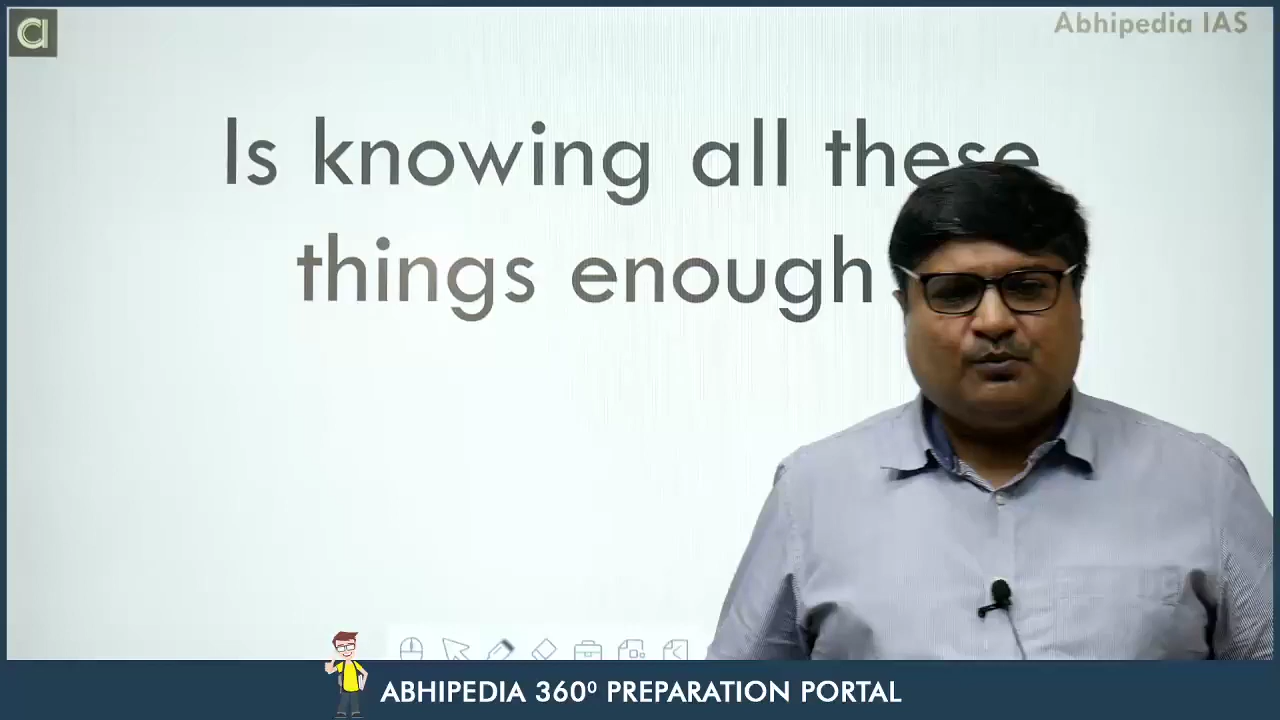 a
Abhipedia IAS
Is knowing all these
things enough
ABHIPEDIA 360⁰ PREPARATION PORTAL